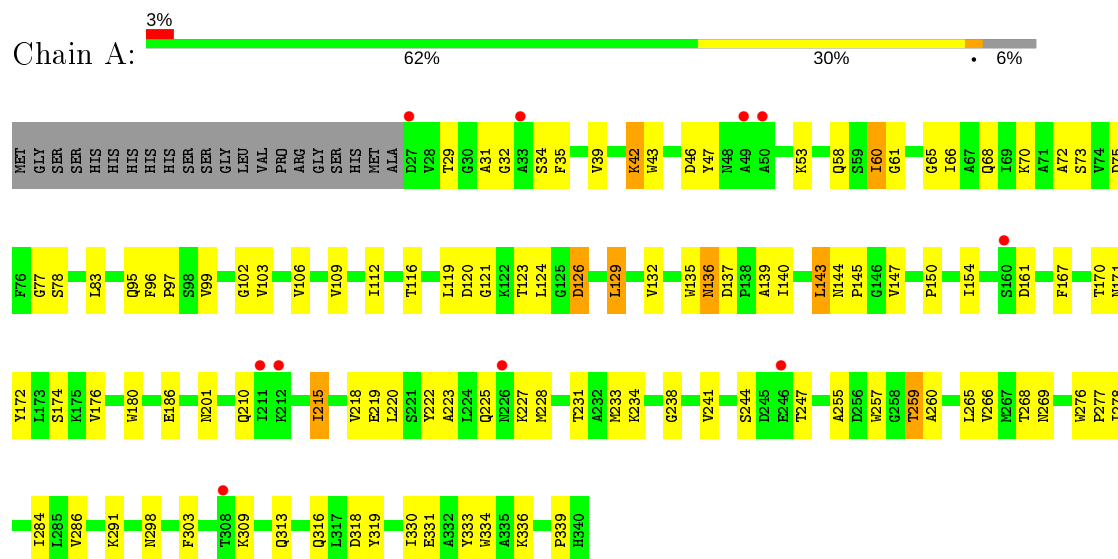 3%
Chain A:
62% 30% • 6%
MET GLY SER SER HIS HIS HIS HIS HIS HIS SER SER GLY LEU VAL PRO ARG GLY SER HIS MET ALA D27 V28 T29 G30 A31 G32 A33 S34 F35 V39 K42 W43 D46 Y47 N48 A49 A50 K53 Q58 S59 I60 G61 G65 I66 A67 Q68 I69 K70 A71 A72 S73 V74 D75
F76 G77 S78 L83 Q95 F96 P97 S98 V99 G102 V103 V106 V109 I112 T116 L119 D120 G121 K122 T123 L124 G125 D126 L129 V132 W135 N136 D137 P138 A139 I140 L143 N144 P145 G146 V147 P150 I154 S160 D161 F167 T170 N171
Y172 L173 S174 K175 V176 W180 E186 N201 Q210 I211 K212 I215 V218 E219 L220 S221 Y222 A223 L224 Q225 N226 K227 M228 T231 A232 M233 K234 G238 V241 S244 D245 E246 T247 A255 D256 W257 G258 T259 A260 L265 V266 M267 T268 N269 W276 P277
I284 L285 V286 K291 N298 F303 T308 K309 Q313 Q316 L317 D318 Y319 I330 E331 A332 Y333 W334 A335 K336 P339 H340